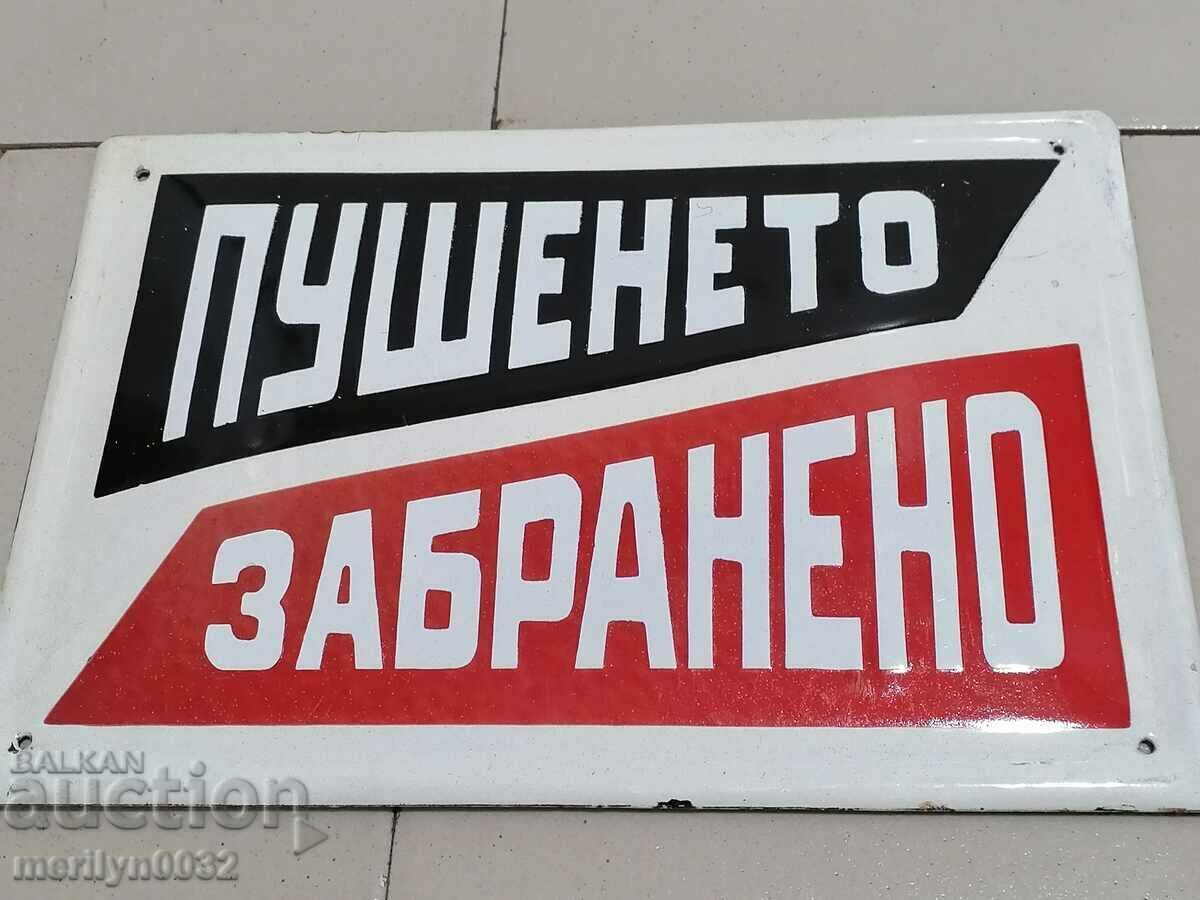 ПУШЕНЕТО
ЗАБРАНЕНО
BALKAN
auction
merilyn0032